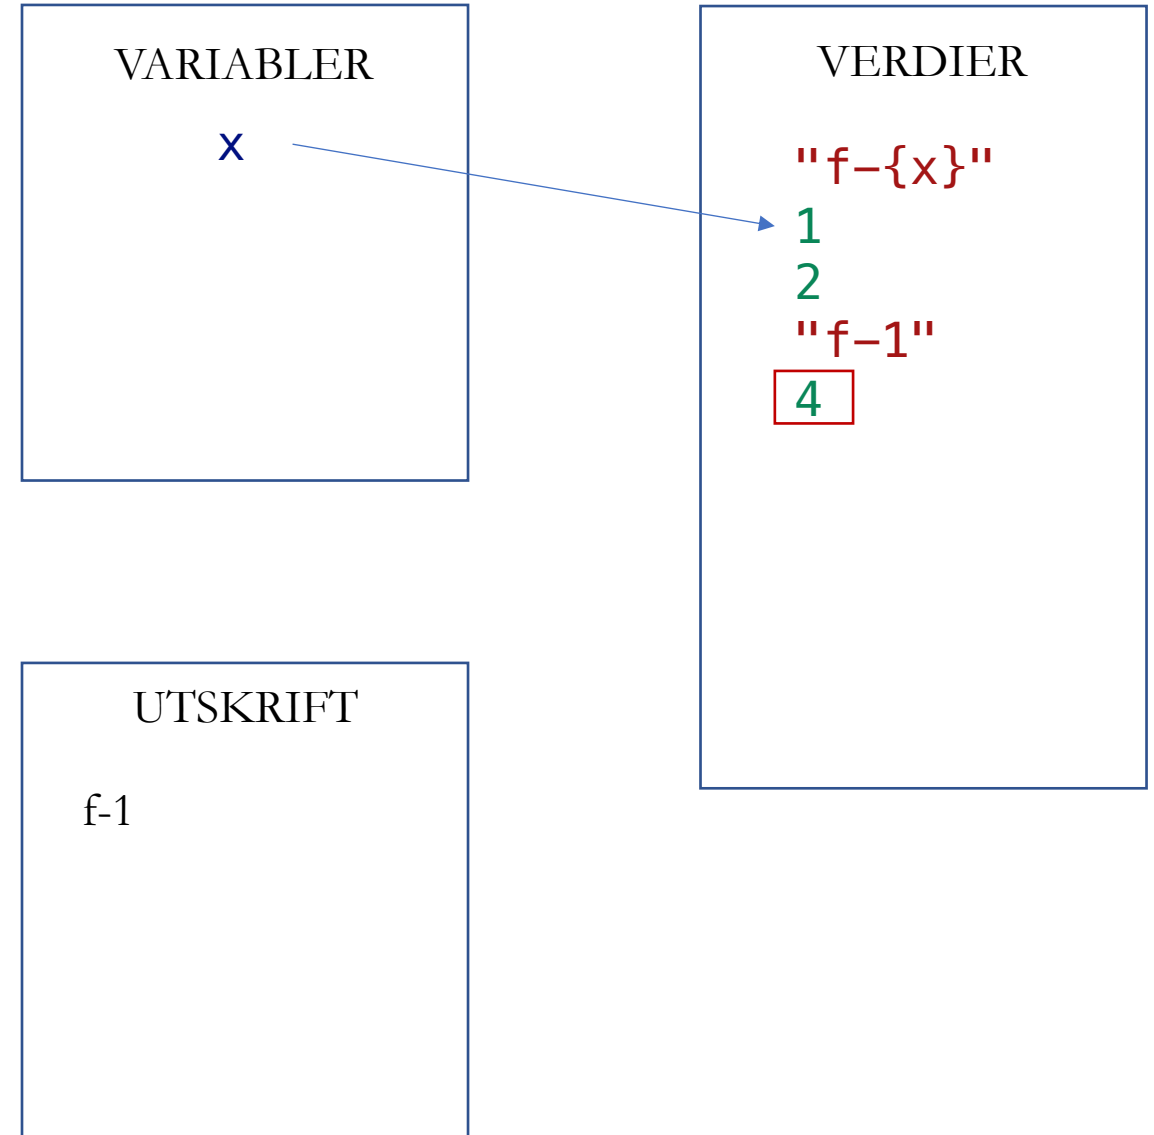 VARIABLER
x
VERDIER
"f-{x}"
1
2
"f-1"
4
UTSKRIFT
f-1